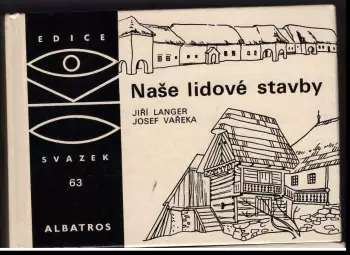 EDICE
SVAZEK
63
ALBATROS
Naše lidové stavby
JIŘÍ LANGER
JOSEF VAŘEKA